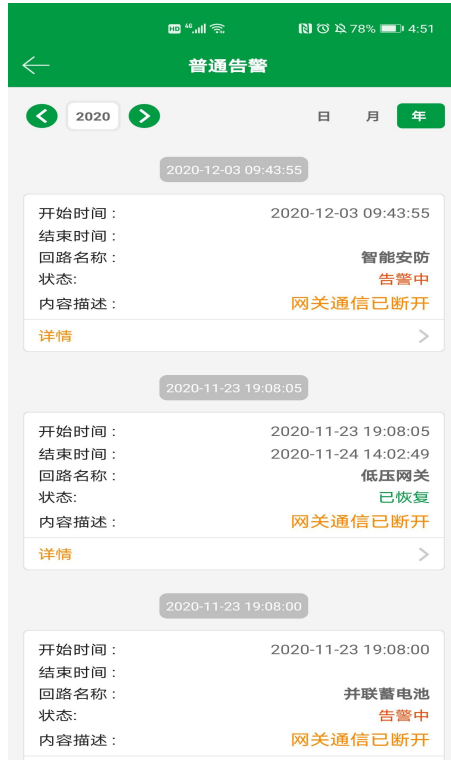 HD 4G 78% 4:51
普通告警
2020 日 月 年
2020-12-03 09:43:55
开始时间： 2020-12-03 09:43:55
结束时间：
回路名称： 智能安防
状态: 告警中
内容描述： 网关通信已断开
详情
2020-11-23 19:08:05
开始时间： 2020-11-23 19:08:05
结束时间： 2020-11-24 14:02:49
回路名称： 低压网关
状态: 已恢复
内容描述： 网关通信已断开
详情
2020-11-23 19:08:00
开始时间： 2020-11-23 19:08:00
结束时间：
回路名称： 并联蓄电池
状态: 告警中
内容描述： 网关通信已断开